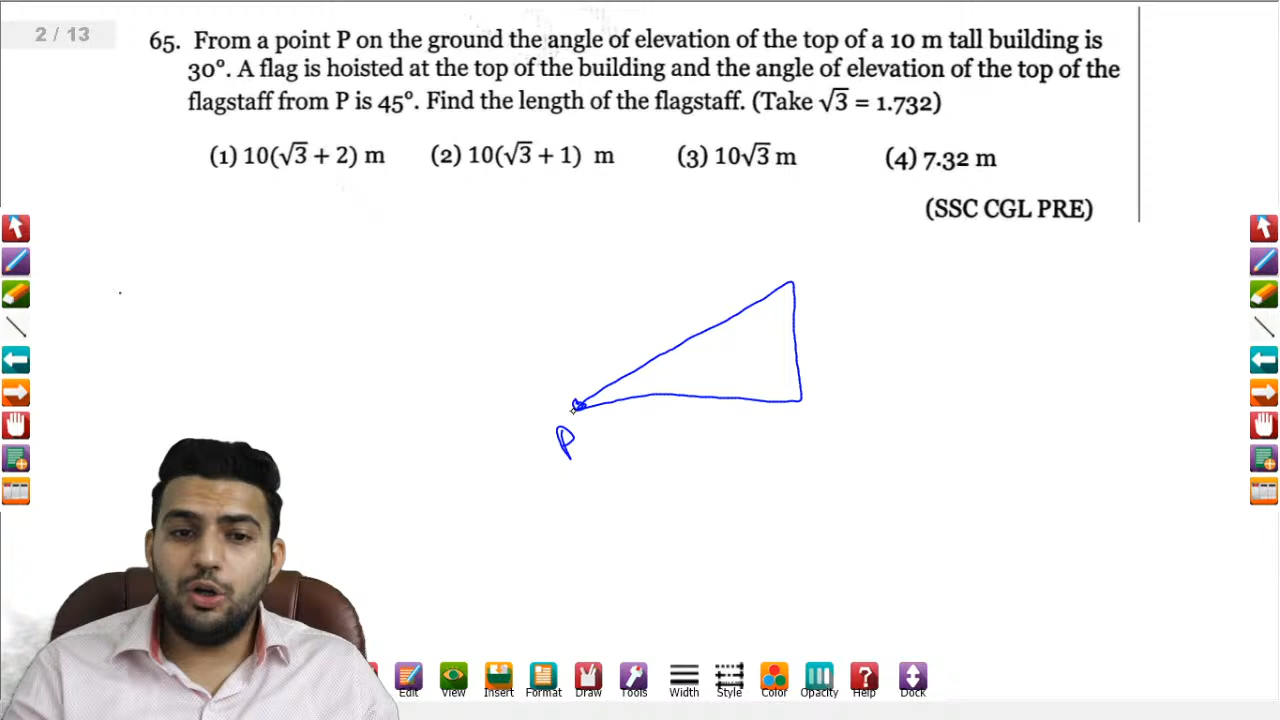 2 / 13
65. From a point P on the ground the angle of elevation of the top of a 10 m tall building is
30°. A flag is hoisted at the top of the building and the angle of elevation of the top of the
flagstaff from P is 45°. Find the length of the flagstaff. (Take √3 = 1.732)
(1) 10(√3 + 2) m (2) 10(√3 + 1) m (3) 10√3 m (4) 7.32 m
(SSC CGL PRE)
P
Edit View Insert Format Draw Tools Width Style Color Opacity Help Dock